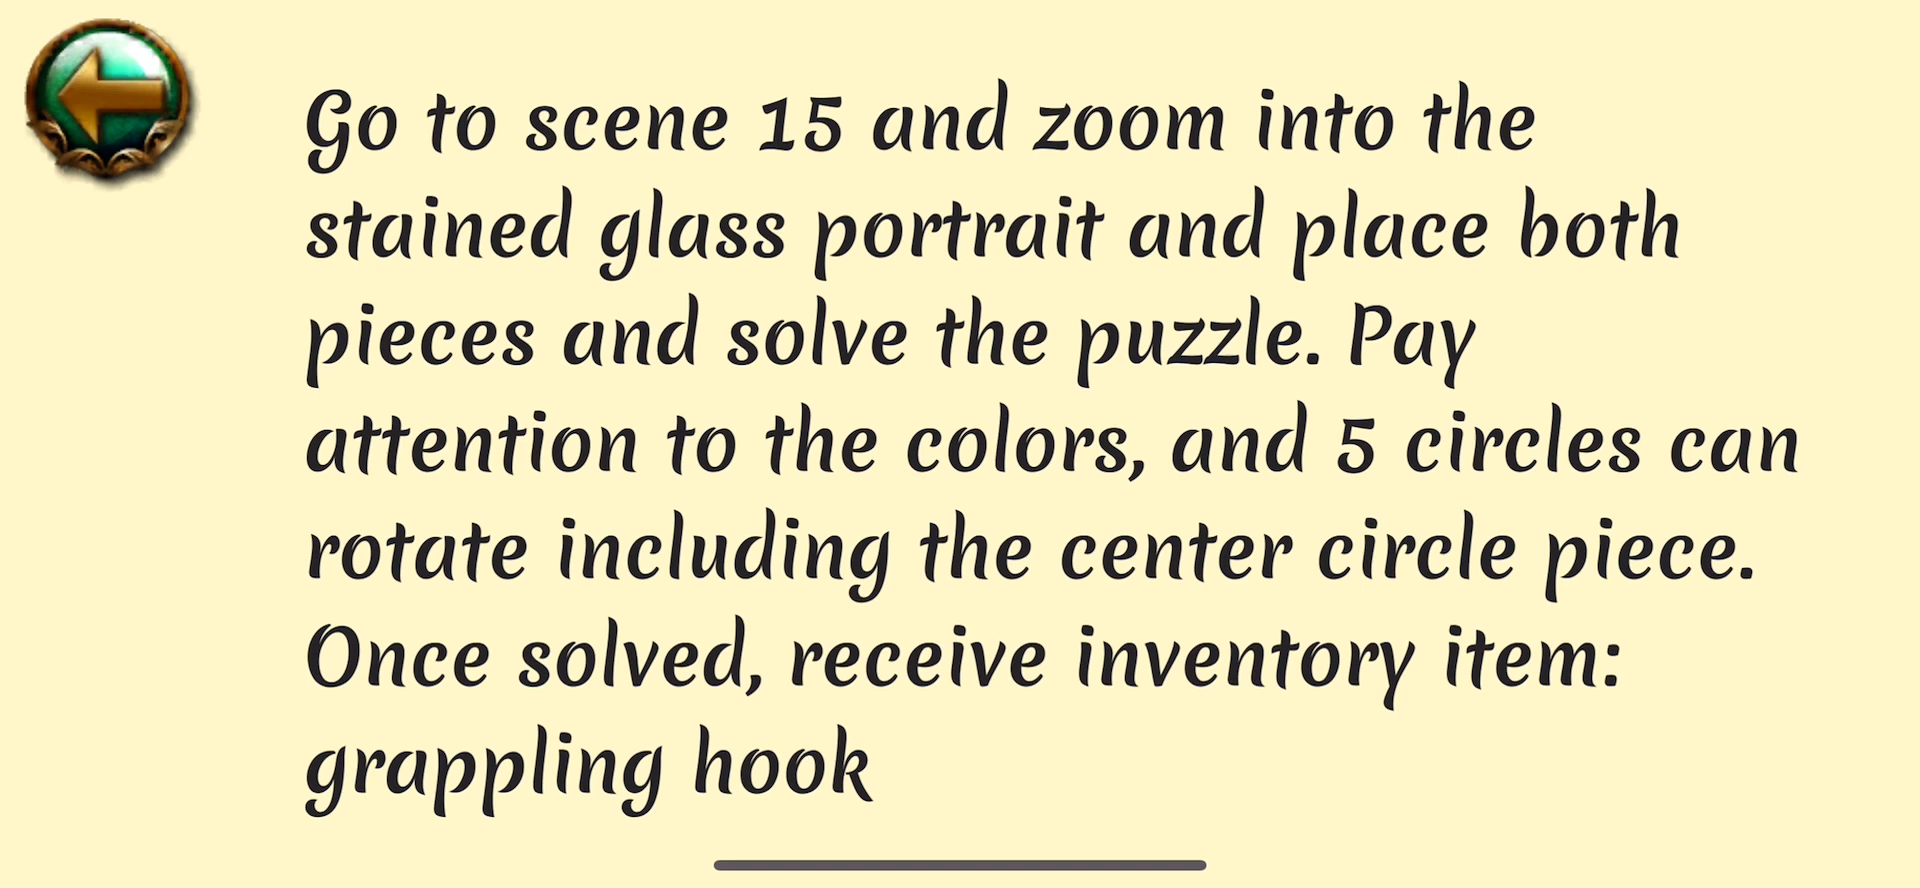 Go to scene 15 and zoom into the
stained glass portrait and place both
pieces and solve the puzzle. Pay
attention to the colors, and 5 circles can
rotate including the center circle piece.
Once solved, receive inventory item:
grappling hook